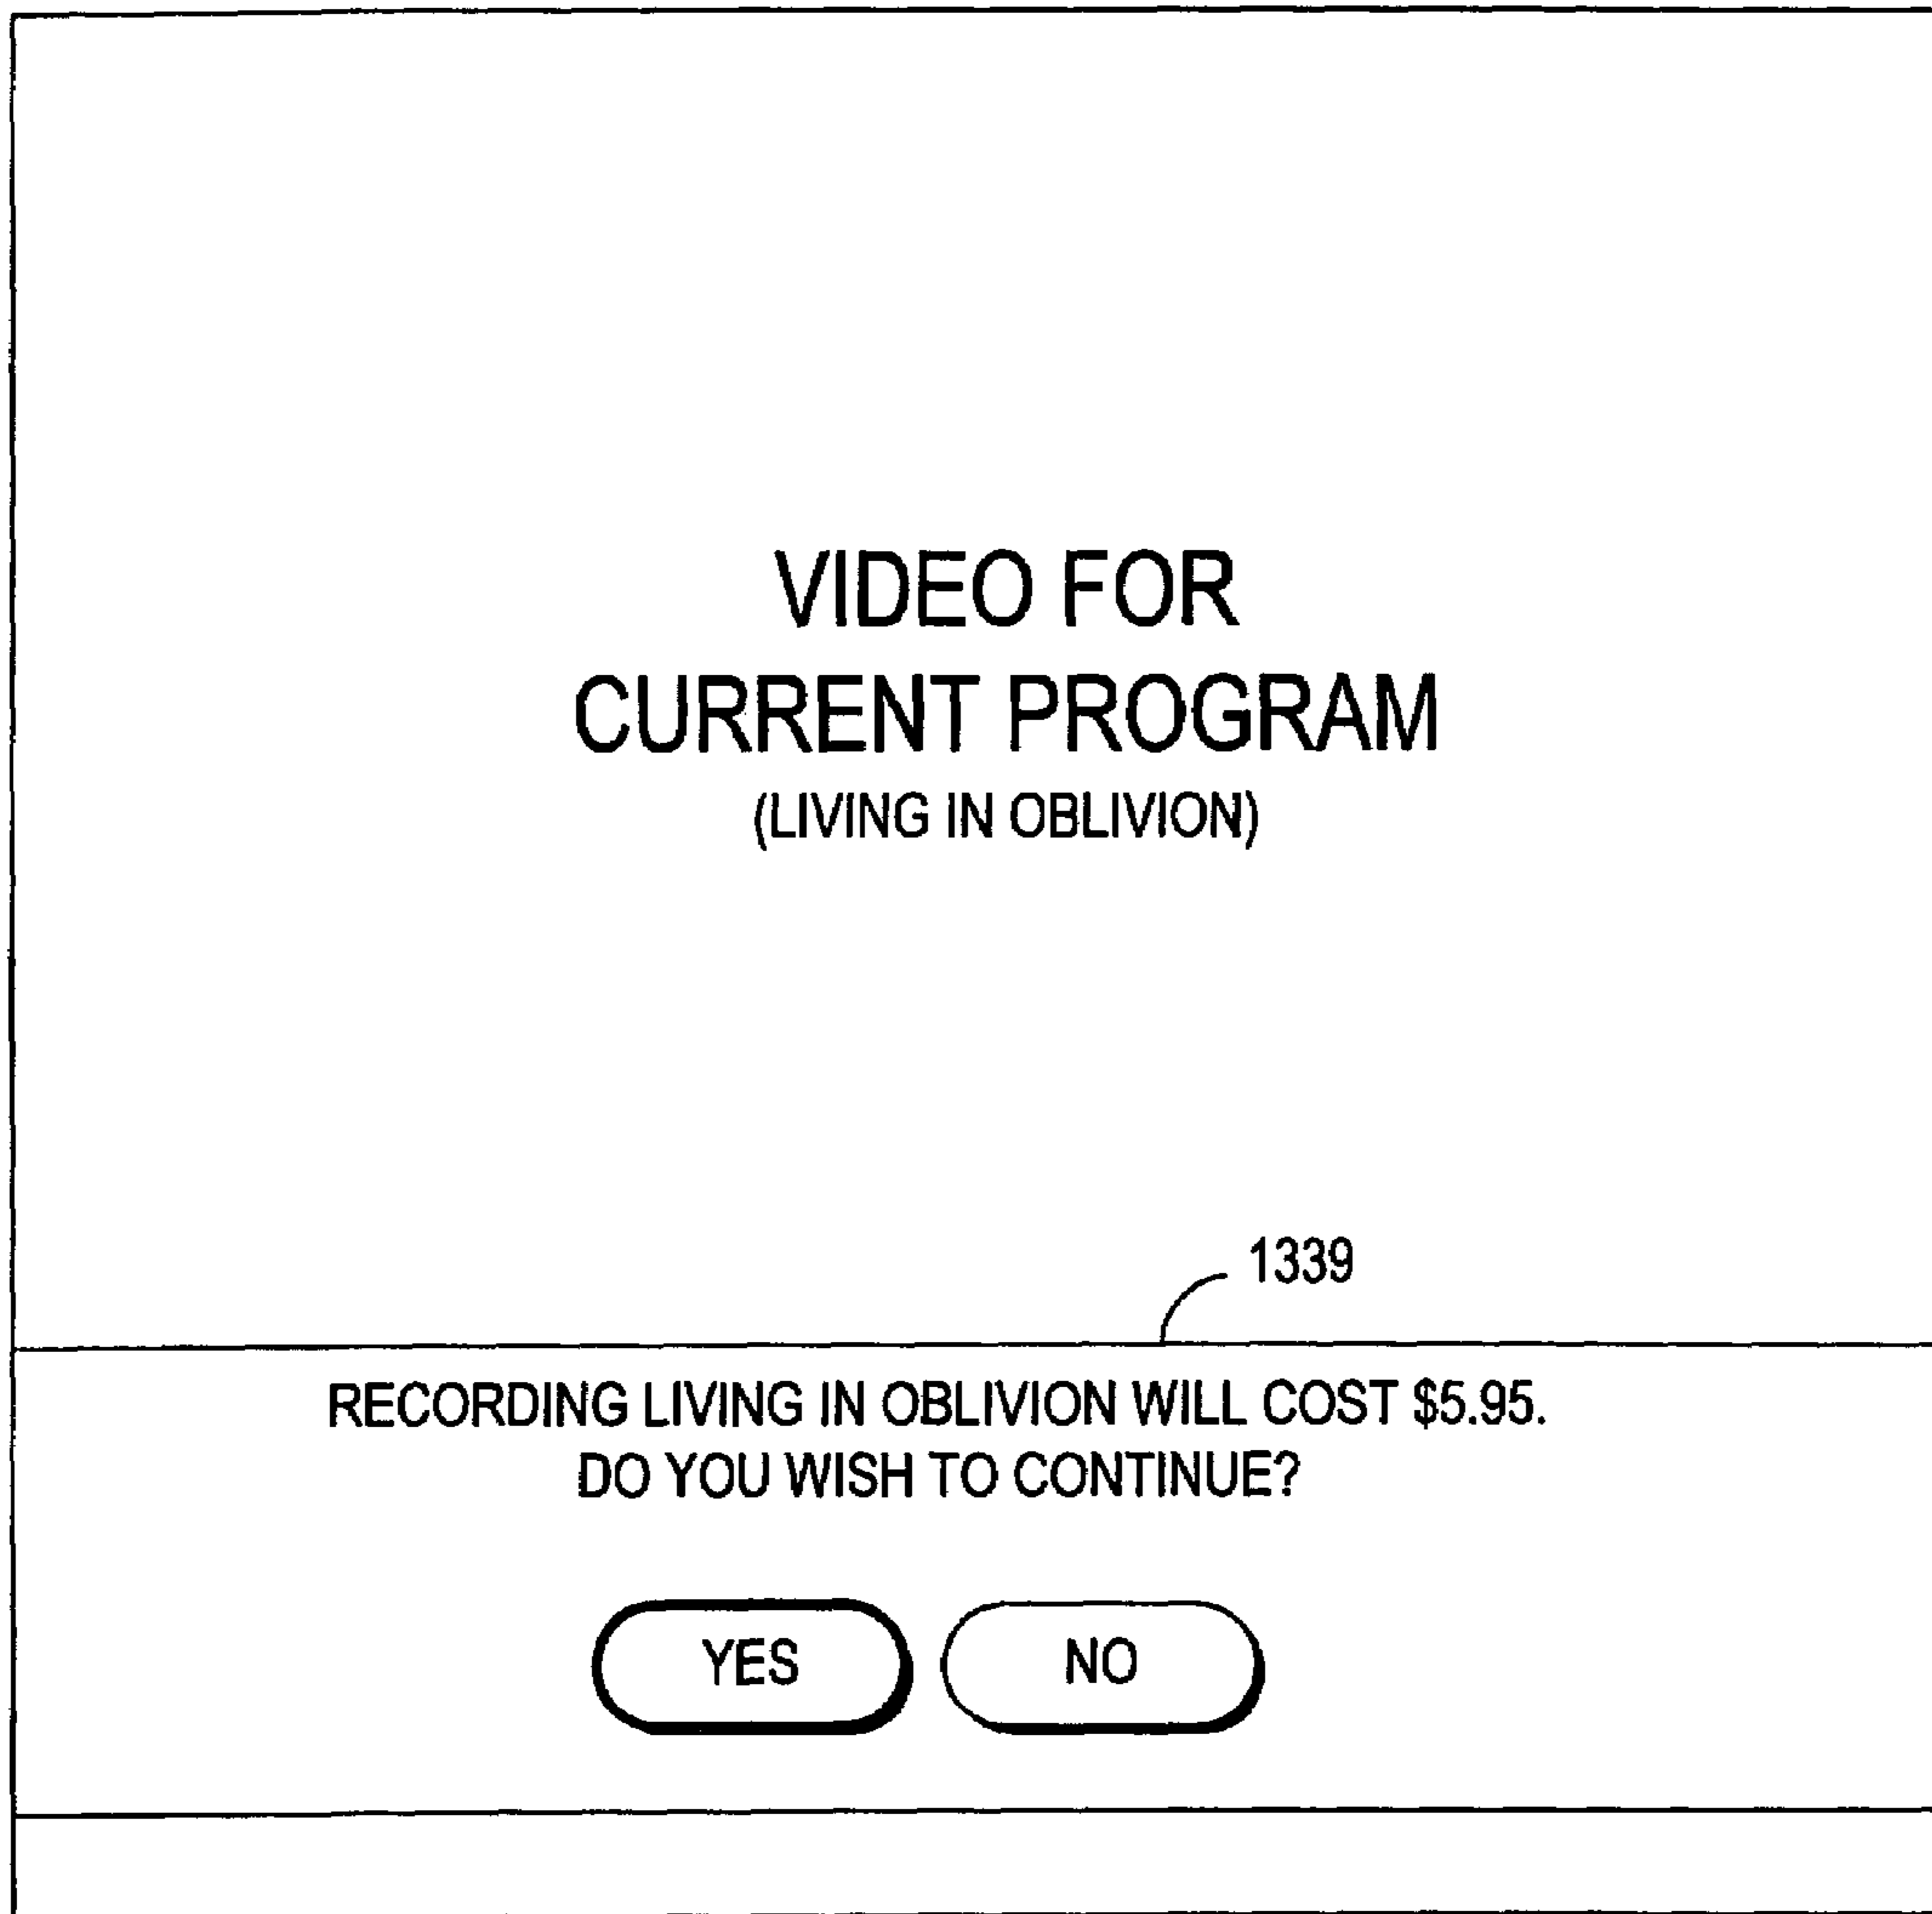 VIDEO FOR
CURRENT PROGRAM
(LIVING IN OBLIVION)
1339
RECORDING LIVING IN OBLIVION WILL COST $5.95.
DO YOU WISH TO CONTINUE?
YES NO